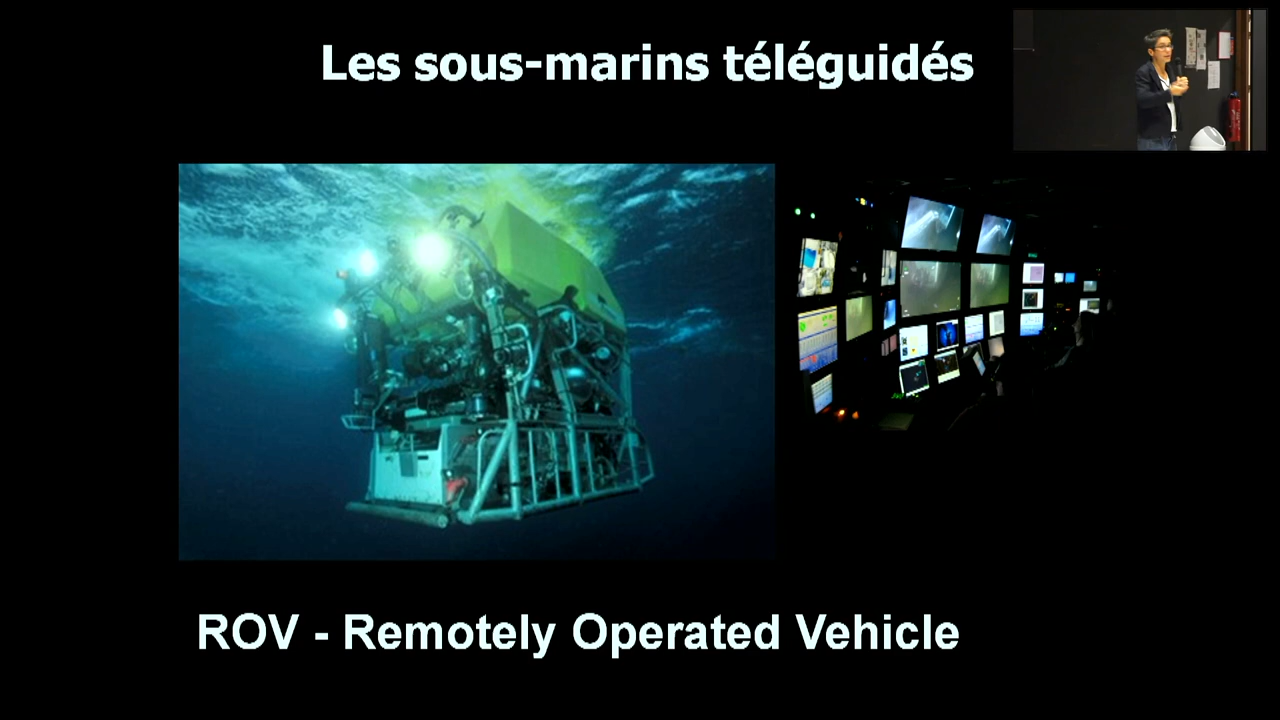 Les sous-marins téléguidés
ROV - Remotely Operated Vehicle